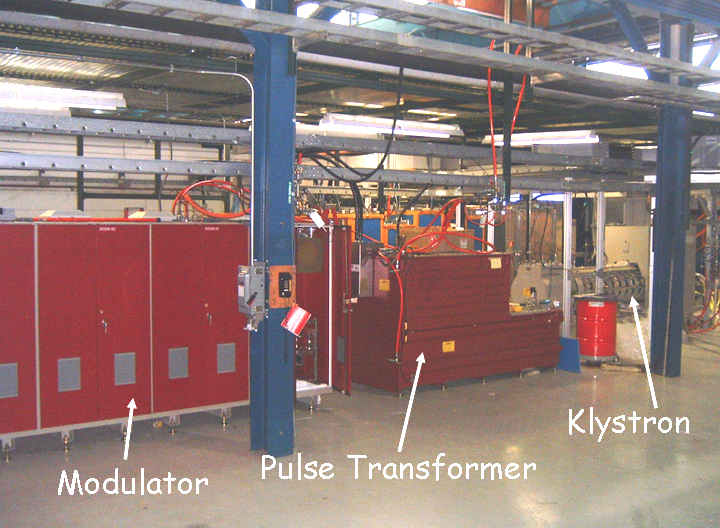 Klystron
Pulse Transformer
Modulator